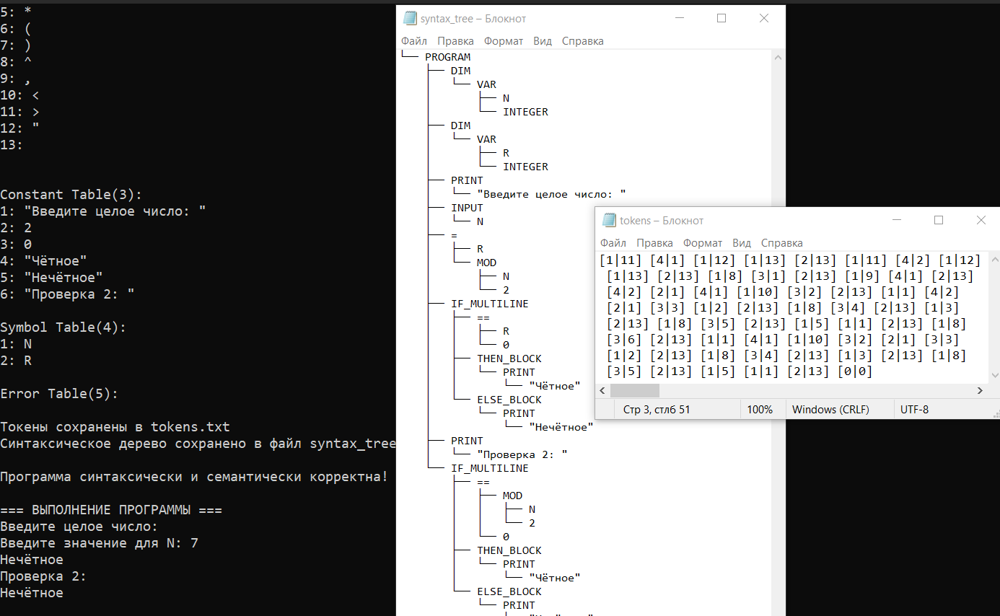 5: *
6: (
7: )
8: ^
9: ,
10: <
11: >
12: "
13:
Constant Table(3):
1: "Введите целое число: "
2: 2
3: 0
4: "Чётное"
5: "Нечётное"
6: "Проверка 2: "
Symbol Table(4):
1: N
2: R
Error Table(5):
Токены сохранены в tokens.txt
Синтаксическое дерево сохранено в файл syntax_tree
Программа синтаксически и семантически корректна!
=== ВЫПОЛНЕНИЕ ПРОГРАММЫ ===
Введите целое число:
Введите значение для N: 7
Нечётное
Проверка 2:
Нечётное
syntax_tree – Блокнот
Файл Правка Формат Вид Справка
└── PROGRAM
    ├── DIM
    │   └── VAR
    │       ├── N
    │       └── INTEGER
    ├── DIM
    │   └── VAR
    │       ├── R
    │       └── INTEGER
    ├── PRINT
    │   └── "Введите целое число: "
    ├── INPUT
    │   └── N
    ├── =
    │   ├── R
    │   └── MOD
    │       ├── N
    │       └── 2
    ├── IF_MULTILINE
    │   ├── ==
    │   │   ├── R
    │   │   └── 0
    │   ├── THEN_BLOCK
    │   │   └── PRINT
    │   │       └── "Чётное"
    │   └── ELSE_BLOCK
    │       └── PRINT
    │           └── "Нечётное"
    ├── PRINT
    │   └── "Проверка 2: "
    └── IF_MULTILINE
        ├── ==
        │   ├── MOD
        │   │   ├── N
        │   │   └── 2
        │   └── 0
        ├── THEN_BLOCK
        │   └── PRINT
        │       └── "Чётное"
        └── ELSE_BLOCK
            └── PRINT
tokens – Блокнот
Файл Правка Формат Вид Справка
[1|11] [4|1] [1|12] [1|13] [2|13] [1|11] [4|2] [1|12]
[1|13] [2|13] [1|8] [3|1] [2|13] [1|9] [4|1] [2|13]
[4|2] [2|1] [4|1] [1|10] [3|2] [2|13] [1|1] [4|2]
[2|1] [3|3] [1|2] [2|13] [1|8] [3|4] [2|13] [1|3]
[2|13] [1|8] [3|5] [2|13] [1|5] [1|1] [2|13] [1|8]
[3|6] [2|13] [1|1] [4|1] [1|10] [3|2] [2|1] [3|3]
[1|2] [2|13] [1|8] [3|4] [2|13] [1|3] [2|13] [1|8]
[3|5] [2|13] [1|5] [1|1] [2|13] [0|0]
Стр 3, стлб 51 100% Windows (CRLF) UTF-8